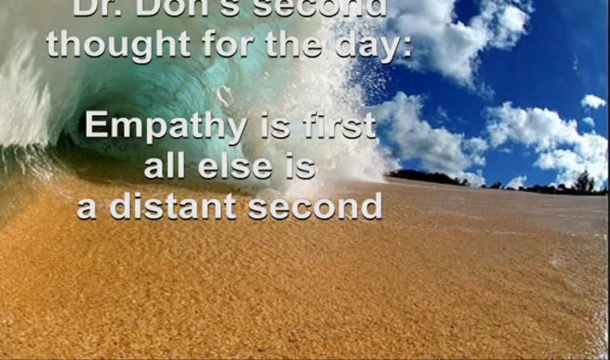 Dr. Don's second
thought for the day:
Empathy is first
all else is
a distant second